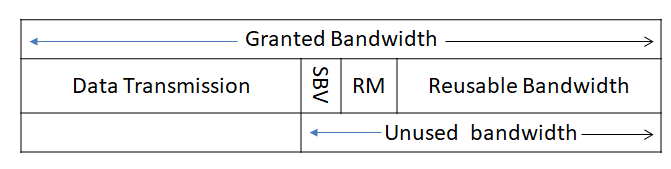 Granted Bandwidth
Data Transmission SBV RM Reusable Bandwidth
Unused bandwidth